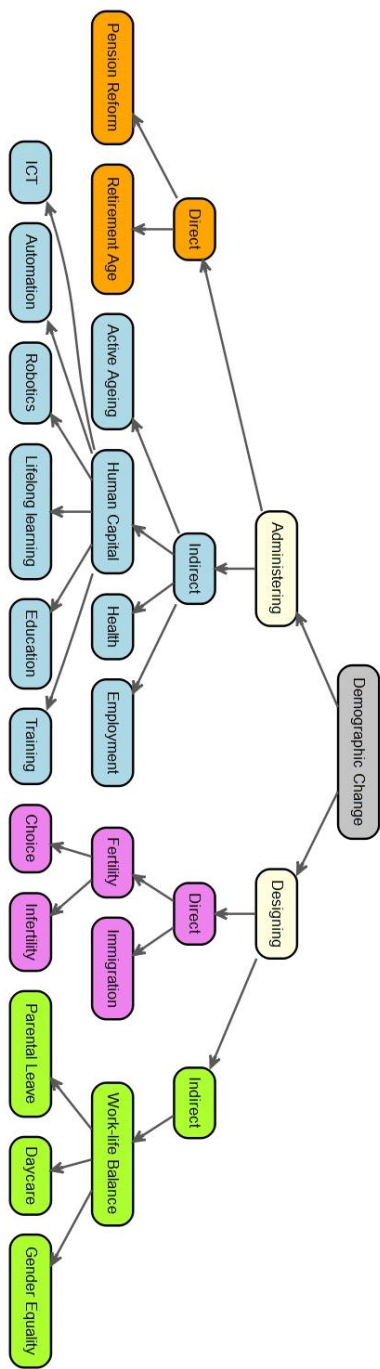 Demographic Change
Administering
Designing
Direct
Indirect
Direct
Indirect
Pension Reform
Retirement Age
Active Ageing
Human Capital
Health
Employment
Fertility
Immigration
Work-life Balance
ICT
Automation
Robotics
Lifelong learning
Education
Training
Choice
Infertility
Parental Leave
Daycare
Gender Equality